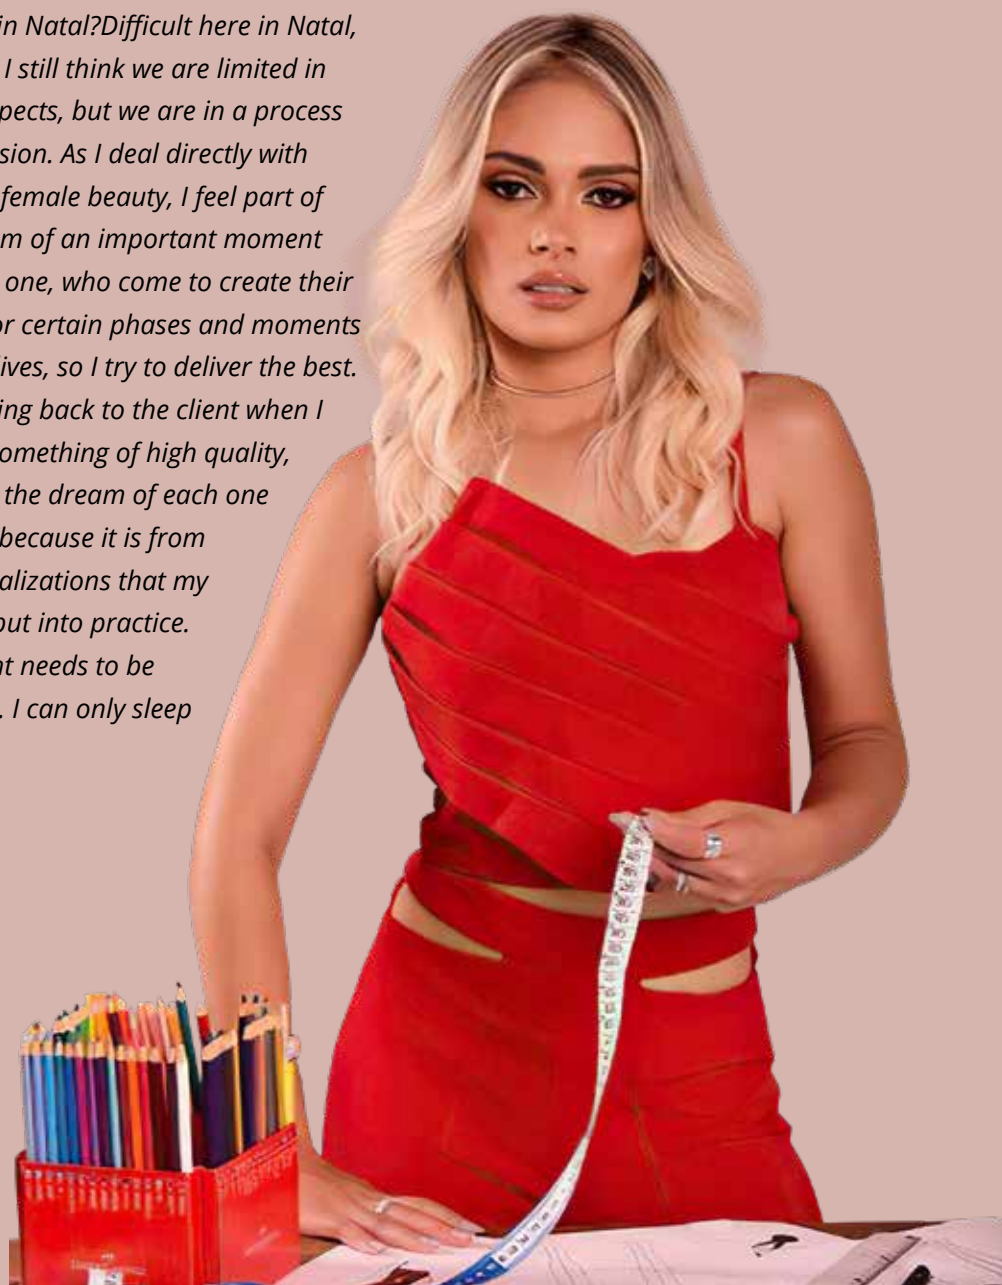 in Natal?Difficult here in Natal,
I still think we are limited in
pects, but we are in a process
sion. As I deal directly with
female beauty, I feel part of
m of an important moment
one, who come to create their
or certain phases and moments
ives, so I try to deliver the best.
ing back to the client when I
omething of high quality,
the dream of each one
because it is from
alizations that my
put into practice.
nt needs to be
. I can only sleep